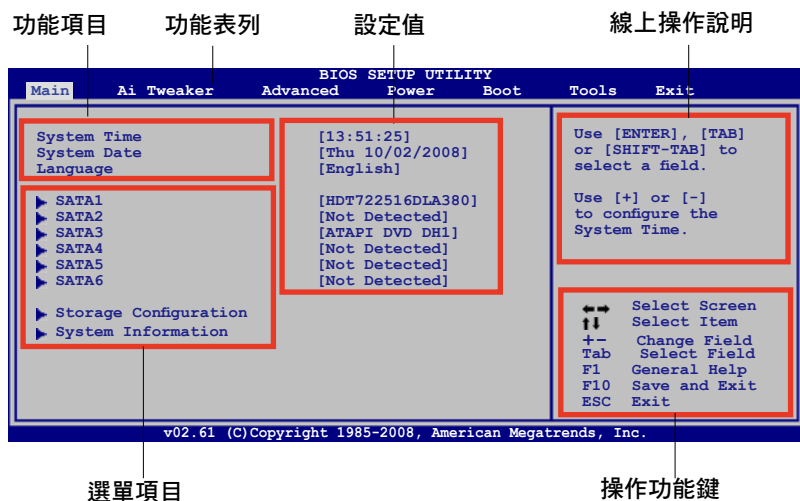 功能項目 功能表列 設定值 線上操作說明
BIOS SETUP UTILITY
Main Ai Tweaker Advanced Power Boot Tools Exit
System Time [13:51:25]
System Date [Thu 10/02/2008]
Language [English]
SATA1 [HDT722516DLA380]
SATA2 [Not Detected]
SATA3 [ATAPI DVD DH1]
SATA4 [Not Detected]
SATA5 [Not Detected]
SATA6 [Not Detected]
Storage Configuration
System Information
Use [ENTER], [TAB]
or [SHIFT-TAB] to
select a field.
Use [+] or [-]
to configure the
System Time.
←→ Select Screen
↑↓ Select Item
+- Change Field
Tab Select Field
F1 General Help
F10 Save and Exit
ESC Exit
v02.61 (C)Copyright 1985-2008, American Megatrends, Inc.
選單項目 操作功能鍵